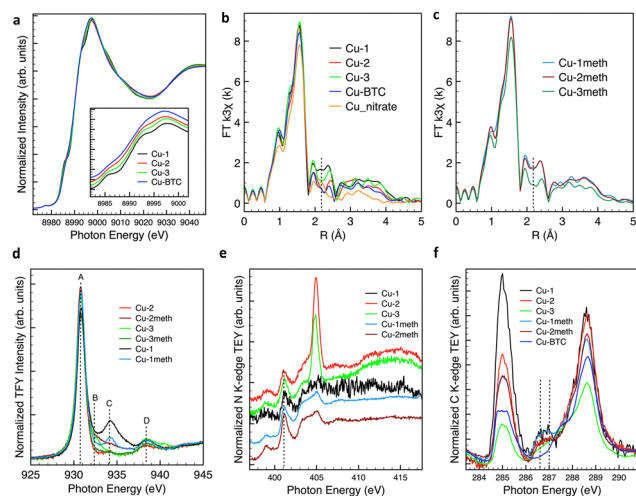 a
Normalized Intensity (arb. units)
Cu-1
Cu-2
Cu-3
Cu-BTC
8985 8990 8995 9002
8980 9000 9020 9040
Photon Energy (eV)
b
FT k3χ (k)
10
8
6
4
2
0
Cu-1
Cu-2
Cu-3
Cu-BTC
Cu_nitrate
0 1 2 3 4 5
R (Å)
c
FT k3χ (k)
10
8
6
4
2
0
Cu-1meth
Cu-2meth
Cu-3meth
0 1 2 3 4 5
R (Å)
d
Normalized TFY Intensity (arb. units)
A
B
C
D
Cu-2
Cu-2meth
Cu-3
Cu-3meth
Cu-1
Cu-1meth
925 930 935 940 945
Photon Energy (eV)
e
Normalized N K-edge TEY (arb. units)
Cu-1
Cu-2
Cu-3
Cu-1meth
Cu-2meth
400 405 410 415
Photon Energy (eV)
f
Normalized C K-edge TEY (arb. units)
Cu-1
Cu-2
Cu-3
Cu-1meth
Cu-2meth
Cu-BTC
284 285 286 287 288 289 290
Photon Energy (eV)